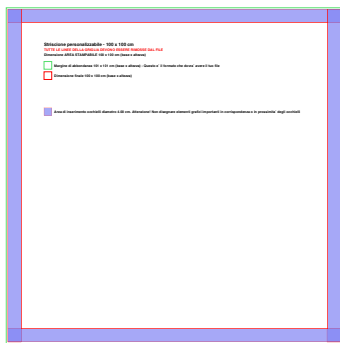 Striscione personalizzabile - 100 x 100 cm
TUTTE LE LINEE DELLA GRIGLIA DEVONO ESSERE RIMOSSE DAL FILE
Dimensione AREA STAMPABILE 100 x 100 cm (base x altezza)
Margine di abbondanza 101 x 101 cm (base x altezza) - Questo e' il formato che dovra' avere il tuo file
Dimensione finale 100 x 100 cm (base x altezza)
Area di inserimento occhielli diametro 4.00 cm. Attenzione! Non disegnare elementi grafici importanti in corrispondenza o in prossimita' degli occhielli